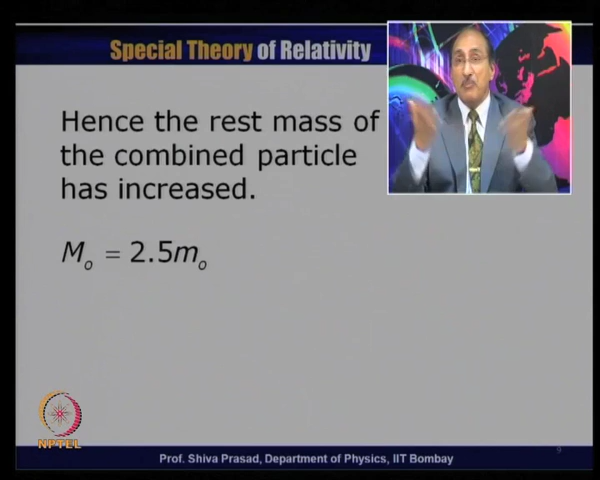 Special Theory of Relativity
Hence the rest mass of
the combined particle
has increased.
Mₒ = 2.5mₒ
NPTEL
Prof. Shiva Prasad, Department of Physics, IIT Bombay
9